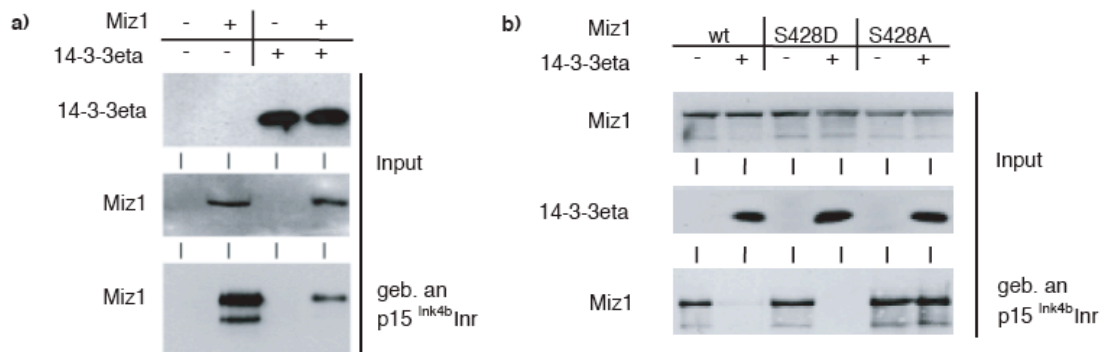 a)
Miz1 - + - +
14-3-3eta - - + +
14-3-3eta
Input
Miz1
Miz1
geb. an
p15 Ink4b Inr
b)
Miz1 wt S428D S428A
14-3-3eta - + - + - +
Miz1
Input
14-3-3eta
Miz1
geb. an
p15 Ink4b Inr